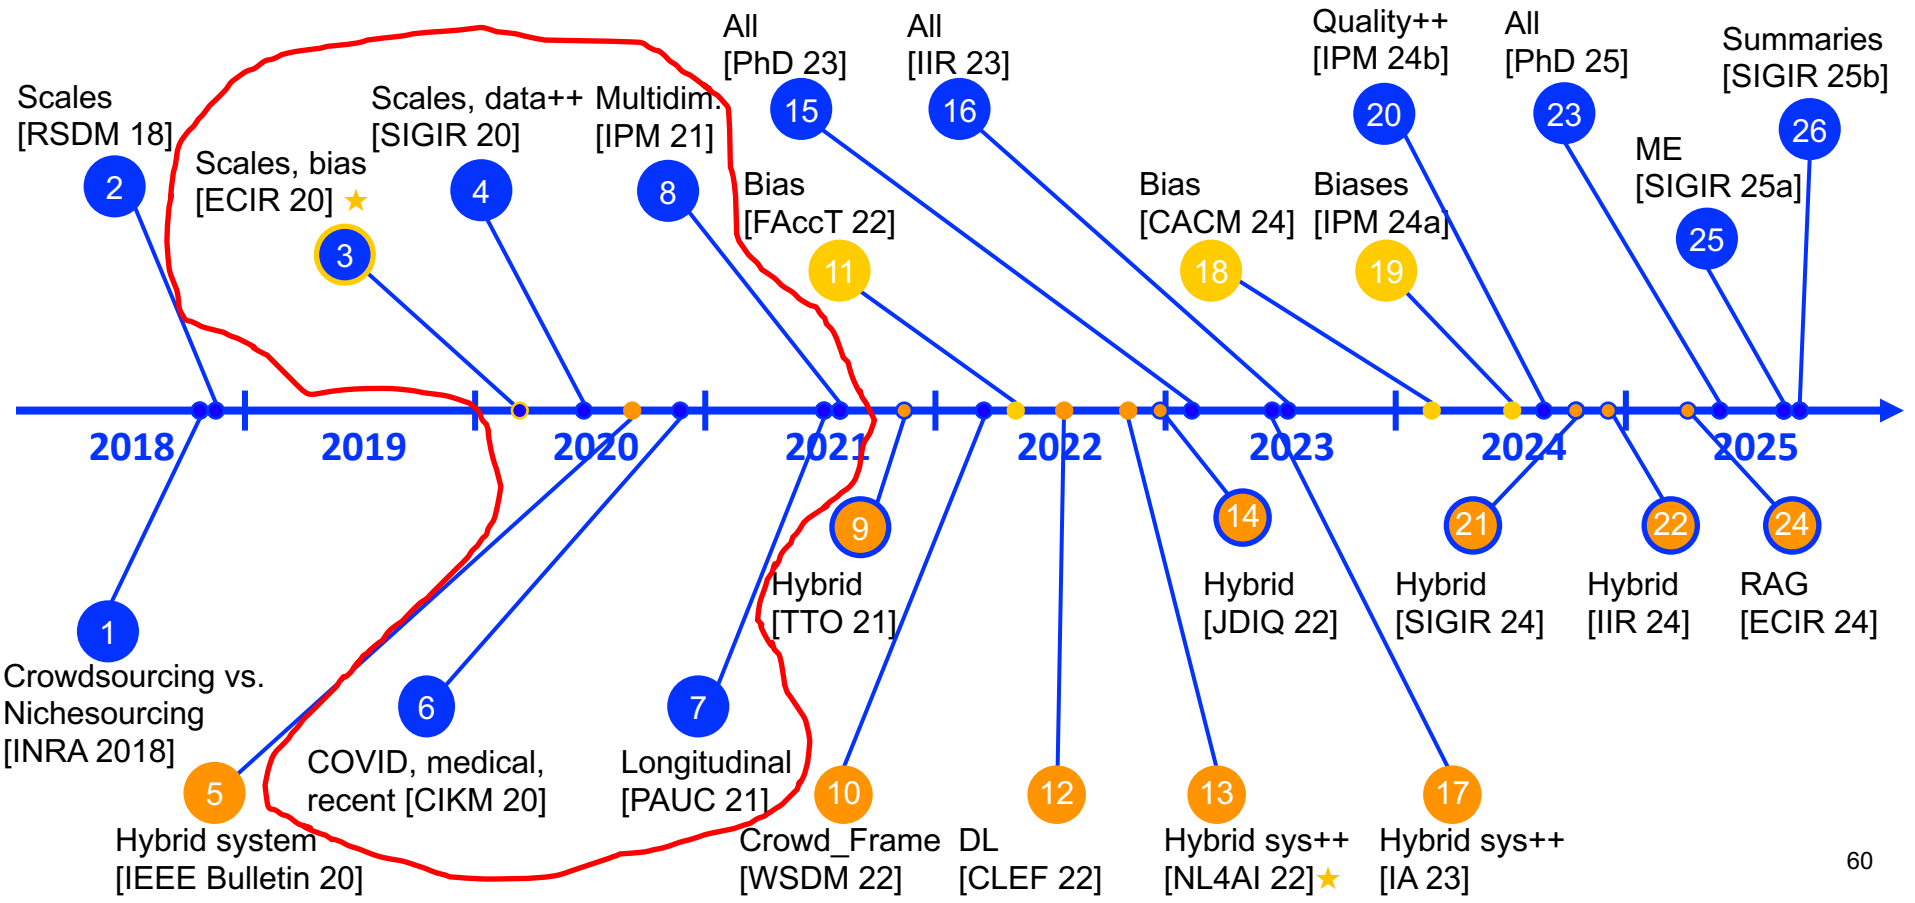 All
[PhD 23]
All
[IIR 23]
Quality++
[IPM 24b]
All
[PhD 25]
Summaries
[SIGIR 25b]
Scales
[RSDM 18]
Scales, data++
[SIGIR 20]
Multidim.
[IPM 21]
15
16
20
23
26
Scales, bias
[ECIR 20]
2
4
8
Bias
[FAccT 22]
Bias
[CACM 24]
Biases
[IPM 24a]
ME
[SIGIR 25a]
3
11
18
19
25
2018
2019
2020
2021
2022
2023
2024
2025
9
14
21
22
24
Hybrid
[TTO 21]
Hybrid
[JDIQ 22]
Hybrid
[SIGIR 24]
Hybrid
[IIR 24]
RAG
[ECIR 24]
1
Crowdsourcing vs.
Nichesourcing
[INRA 2018]
6
7
COVID, medical,
recent [CIKM 20]
Longitudinal
[PAUC 21]
5
10
12
13
17
Hybrid system
[IEEE Bulletin 20]
Crowd_Frame
[WSDM 22]
DL
[CLEF 22]
Hybrid sys++
[NL4AI 22]
Hybrid sys++
[IA 23]
60